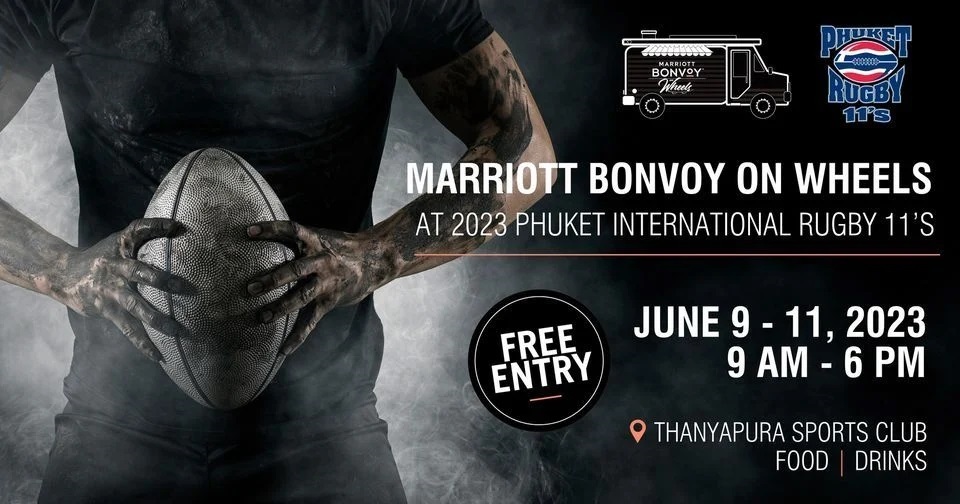 MARRIOTT
BONVOY
Wheels
PHUKET
RUGBY
11'S
MARRIOTT BONVOY ON WHEELS
AT 2023 PHUKET INTERNATIONAL RUGBY 11'S
FREE
ENTRY
JUNE 9 - 11, 2023
9 AM - 6 PM
THANYAPURA SPORTS CLUB
FOOD | DRINKS